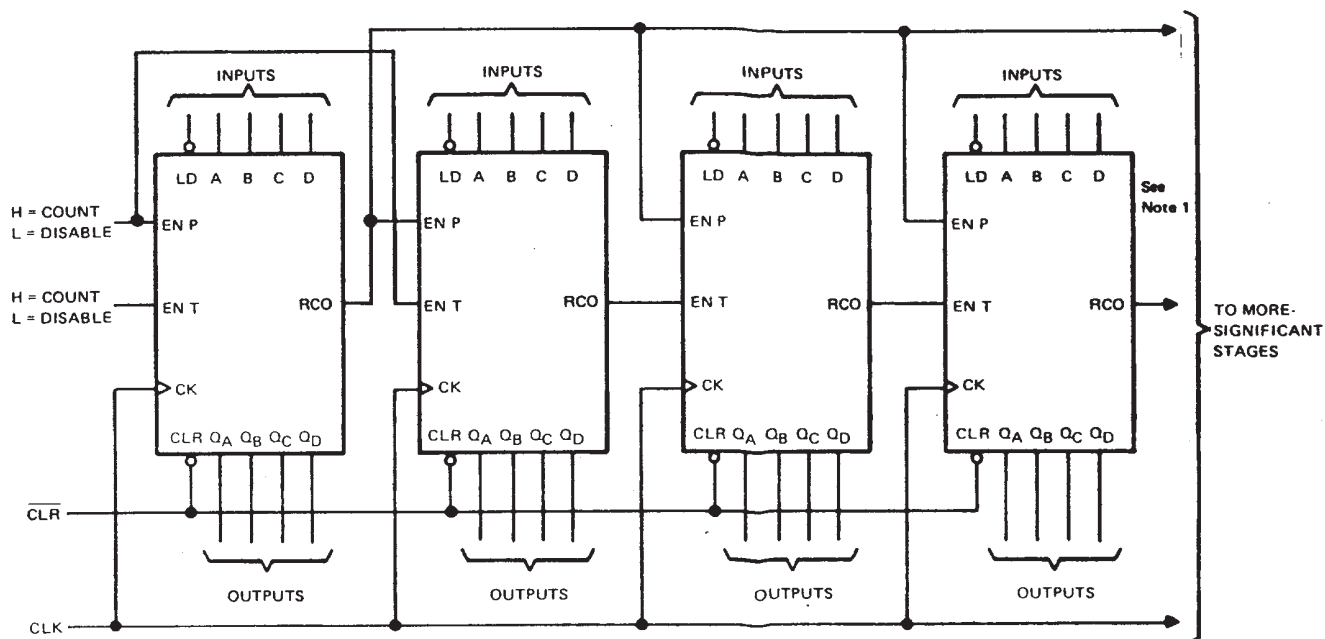 INPUTS INPUTS INPUTS INPUTS
LD A B C D LD A B C D LD A B C D LD A B C D
See
Note 1
H = COUNT
L = DISABLE
EN P EN P EN P EN P
H = COUNT
L = DISABLE
EN T RCO EN T RCO EN T RCO EN T RCO
TO MORE-
SIGNIFICANT
STAGES
CK CK CK CK
CLR QA QB QC QD CLR QA QB QC QD CLR QA QB QC QD CLR QA QB QC QD
CLR
OUTPUTS OUTPUTS OUTPUTS OUTPUTS
CLK